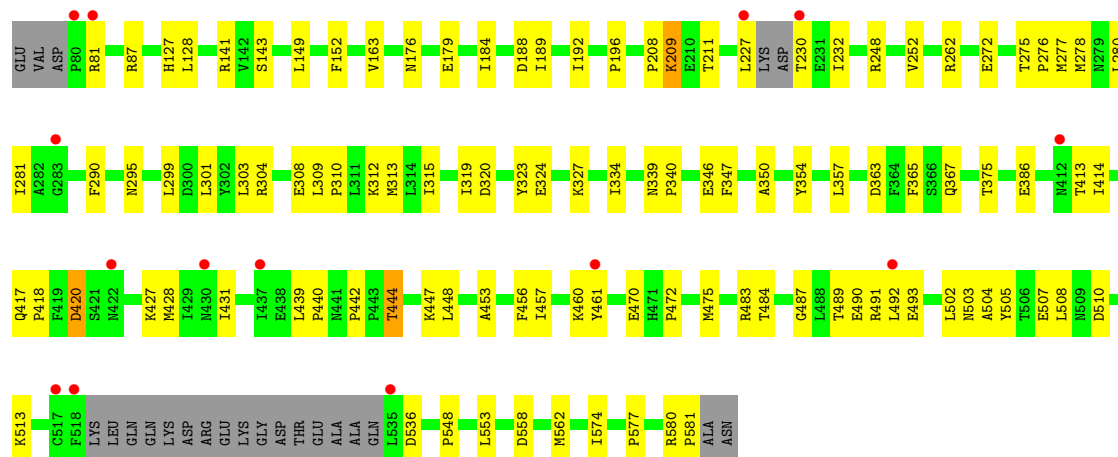 GLU VAL ASP P80 R81 R87 H127 L128 R141 V142 S143 L149 F152 V163 N176 E179 I184 D188 I189 I192 P196 P208 K209 E210 T211 L227 LYS ASP T230 E231 I232 R248 V252 R262 E272 T275 P276 M277 M278 N279 L280
I281 A282 G283 F290 N295 L299 D300 L301 Y302 L303 R304 E308 L309 P310 L311 K312 M313 L314 I315 I319 D320 Y323 E324 K327 I334 N339 P340 E346 F347 A350 Y354 L357 D363 F364 F365 S366 Q367 T375 E386 N412 T413 I414
Q417 P418 F419 D420 S421 N422 K427 M428 I429 N430 I431 I437 E438 L439 P440 N441 P442 P443 T444 K447 L448 A453 F456 I457 K460 Y461 E470 H471 P472 M475 R483 T484 G487 L488 T489 E490 R491 L492 E493 L502 N503 A504 Y505 T506 E507 L508 N509 D510
K513 C517 F518 LYS LEU GLN GLN LYS ASP ARG GLU LYS GLY ASP THR GLU ALA ALA GLN L535 D536 P548 L553 D558 M562 I574 P577 R580 P581 ALA ASN